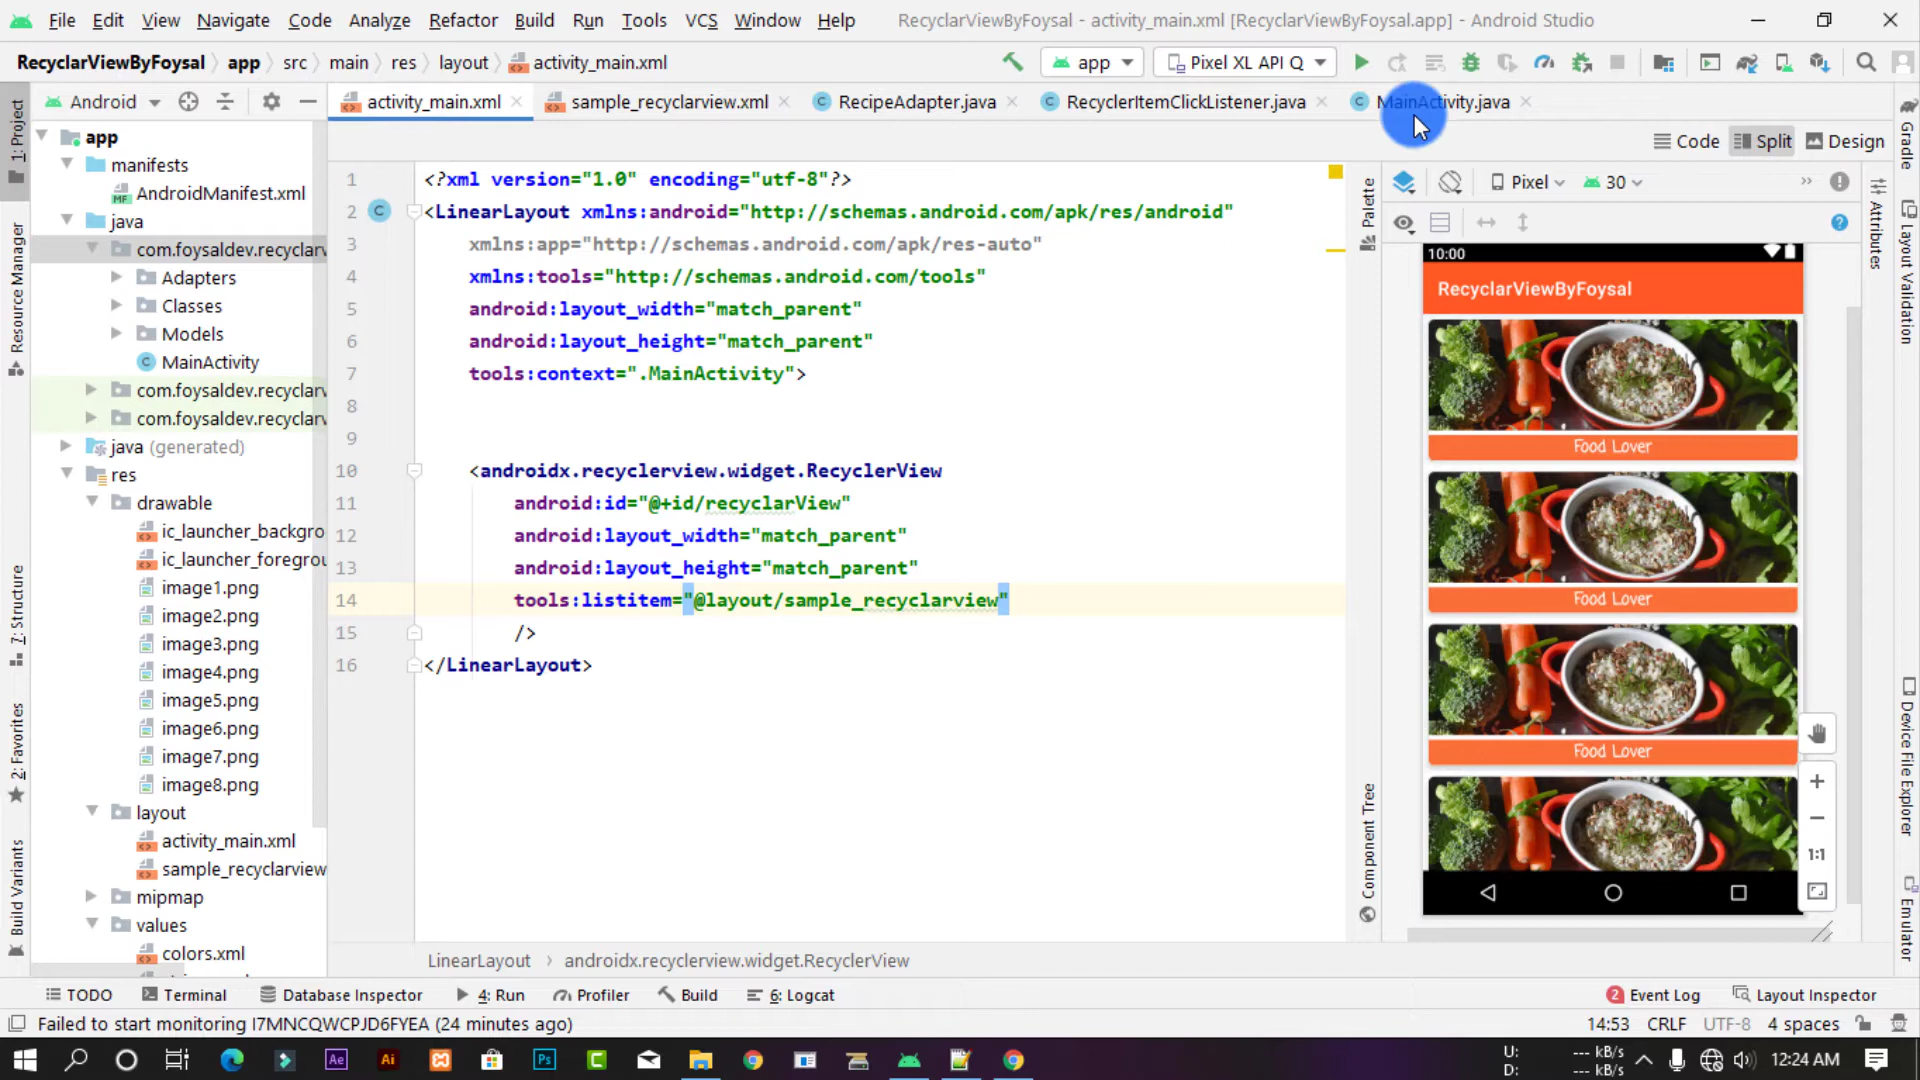 File Edit View Navigate Code Analyze Refactor Build Run Tools VCS Window Help RecyclarViewByFoysal - activity_main.xml [RecyclarViewByFoysal.app] - Android Studio
RecyclarViewByFoysal app src main res layout activity_main.xml app Pixel XL API Q
Android activity_main.xml sample_recyclarview.xml RecipeAdapter.java RecyclerItemClickListener.java MainActivity.java
Code Split Design
1: Project
Resource Manager
7: Structure
2: Favorites
Build Variants
app
manifests
AndroidManifest.xml
java
com.foysaldev.recyclarv
Adapters
Classes
Models
MainActivity
com.foysaldev.recyclarv
com.foysaldev.recyclarv
java (generated)
res
drawable
ic_launcher_backgro
ic_launcher_foregrou
image1.png
image2.png
image3.png
image4.png
image5.png
image6.png
image7.png
image8.png
layout
activity_main.xml
sample_recyclarview
mipmap
values
colors.xml
1 <?xml version="1.0" encoding="utf-8"?>
2 <LinearLayout xmlns:android="http://schemas.android.com/apk/res/android"
3 xmlns:app="http://schemas.android.com/apk/res-auto"
4 xmlns:tools="http://schemas.android.com/tools"
5 android:layout_width="match_parent"
6 android:layout_height="match_parent"
7 tools:context=".MainActivity">
8
9
10 <androidx.recyclerview.widget.RecyclerView
11 android:id="@+id/recyclarView"
12 android:layout_width="match_parent"
13 android:layout_height="match_parent"
14 tools:listitem="@layout/sample_recyclarview"
15 />
16 </LinearLayout>
LinearLayout › androidx.recyclerview.widget.RecyclerView
Palette
Component Tree
Pixel 30
10:00
RecyclarViewByFoysal
Food Lover
Food Lover
Food Lover
1:1
Attributes
Gradle
Layout Validation
Device File Explorer
Emulator
TODO Terminal Database Inspector 4: Run Profiler Build 6: Logcat 2 Event Log Layout Inspector
Failed to start monitoring I7MNCQWCPJD6FYEA (24 minutes ago) 14:53 CRLF UTF-8 4 spaces
Ae Ai Ps C
U: --- kB/s
D: --- kB/s
12:24 AM